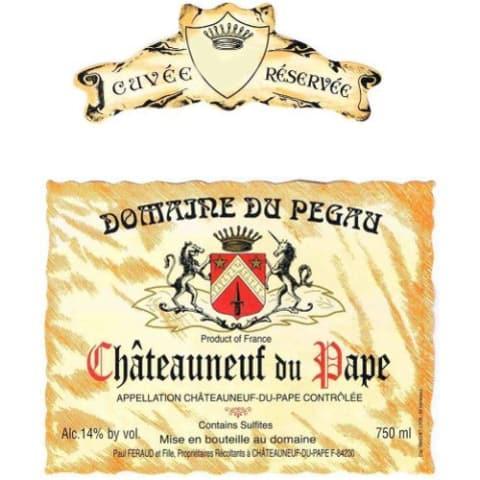 CUVÉE RÉSERVÉE
DOMAINE DU PEGAU
Product of France
Châteauneuf du Pape
APPELLATION CHÂTEAUNEUF-DU-PAPE CONTRÔLÉE
Contains Sulfites
Alc.14% by vol. Mise en bouteille au domaine 750 ml
Paul FERAUD et Fille, Propriétaires Récoltants à CHÂTEAUNEUF-DU-PAPE F-84230